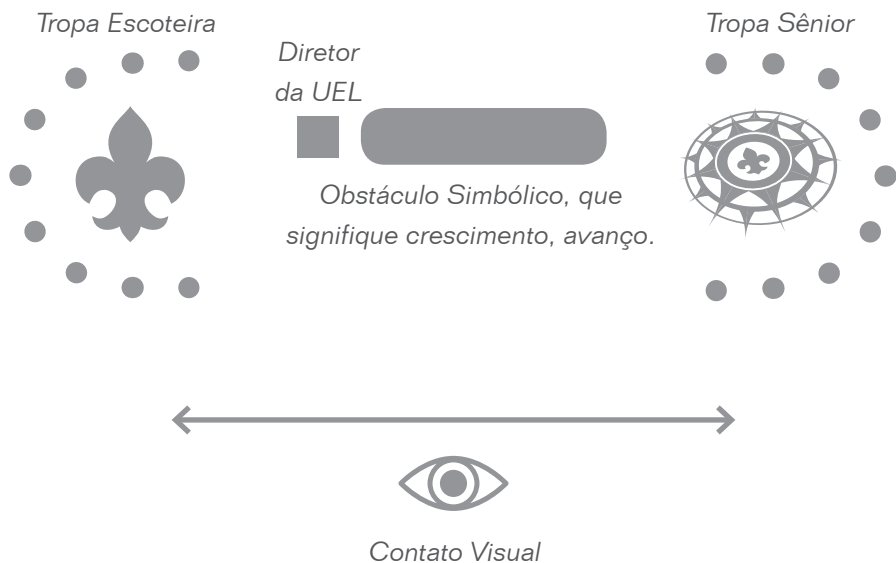 Tropa Escoteira
Tropa Sênior
Diretor
da UEL
Obstáculo Simbólico, que
signifique crescimento, avanço.
Contato Visual